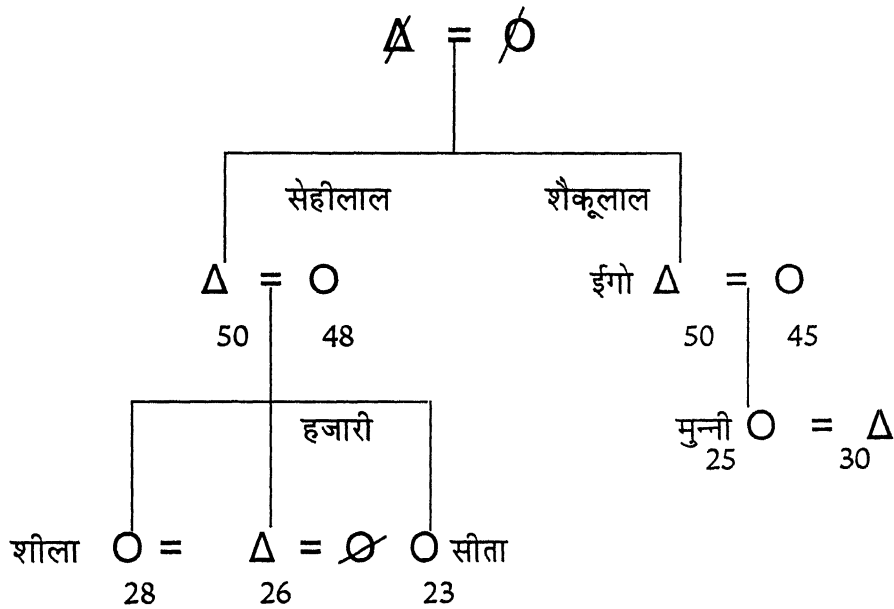 Δ = O
सेहीलाल शैकूलाल
Δ = O ईगो Δ = O
50 48 50 45
हजारी मुन्नी O = Δ
25 30
शीला O = Δ = O O सीता
28 26 23